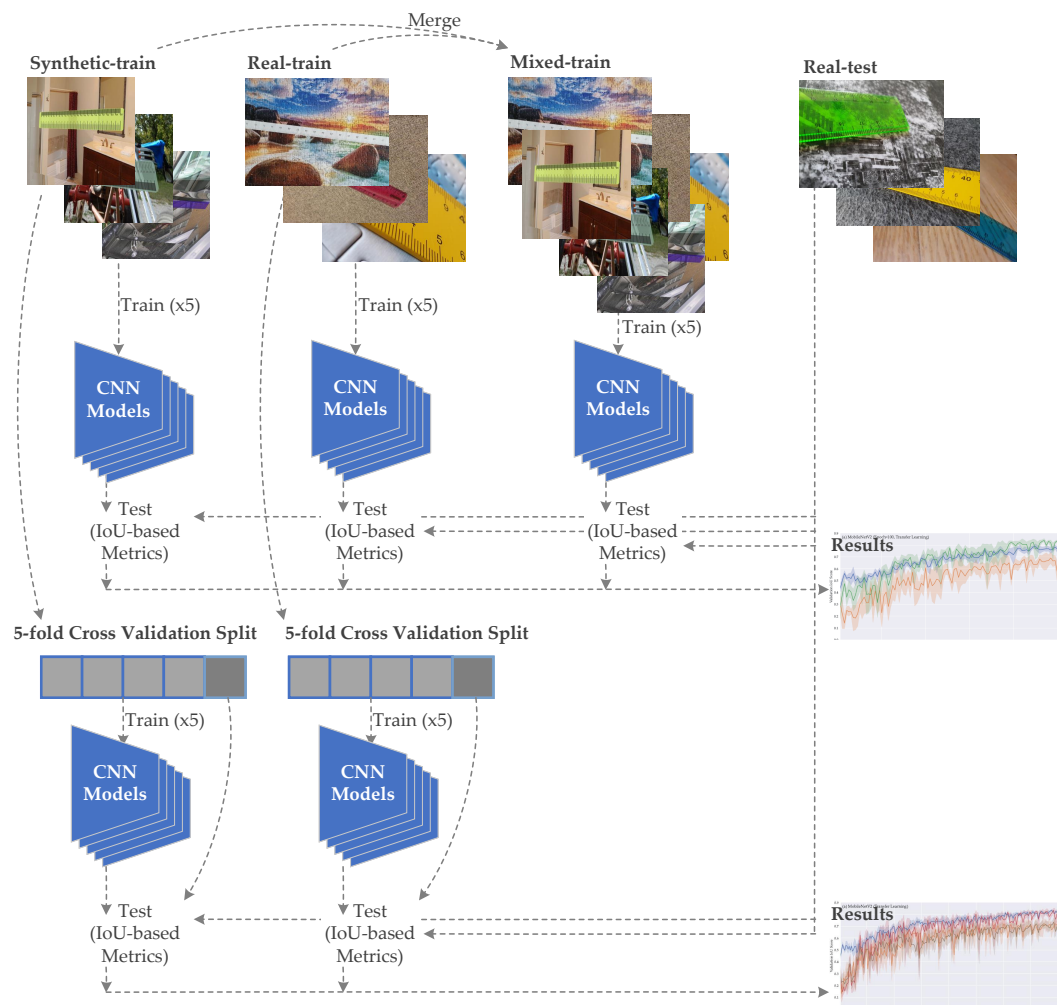 Merge
Synthetic-train
Real-train
Mixed-train
Real-test
Train (x5)
Train (x5)
Train (x5)
CNN
Models
CNN
Models
CNN
Models
Test
(IoU-based
Metrics)
Test
(IoU-based
Metrics)
Test
(IoU-based
Metrics)
Results
5-fold Cross Validation Split
5-fold Cross Validation Split
Train (x5)
Train (x5)
CNN
Models
CNN
Models
Test
(IoU-based
Metrics)
Test
(IoU-based
Metrics)
Results